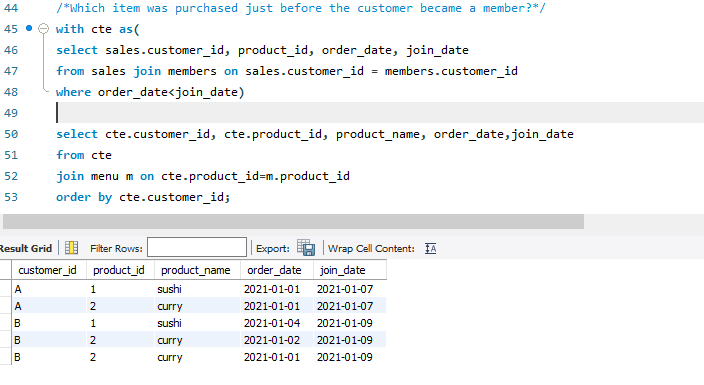 44 /*Which item was purchased just before the customer became a member?*/
45 with cte as(
46 select sales.customer_id, product_id, order_date, join_date
47 from sales join members on sales.customer_id = members.customer_id
48 where order_date<join_date)
49
50 select cte.customer_id, cte.product_id, product_name, order_date,join_date
51 from cte
52 join menu m on cte.product_id=m.product_id
53 order by cte.customer_id;
Result Grid Filter Rows: Export: Wrap Cell Content:
customer_id product_id product_name order_date join_date
A 1 sushi 2021-01-01 2021-01-07
A 2 curry 2021-01-01 2021-01-07
B 1 sushi 2021-01-04 2021-01-09
B 2 curry 2021-01-02 2021-01-09
B 2 curry 2021-01-01 2021-01-09